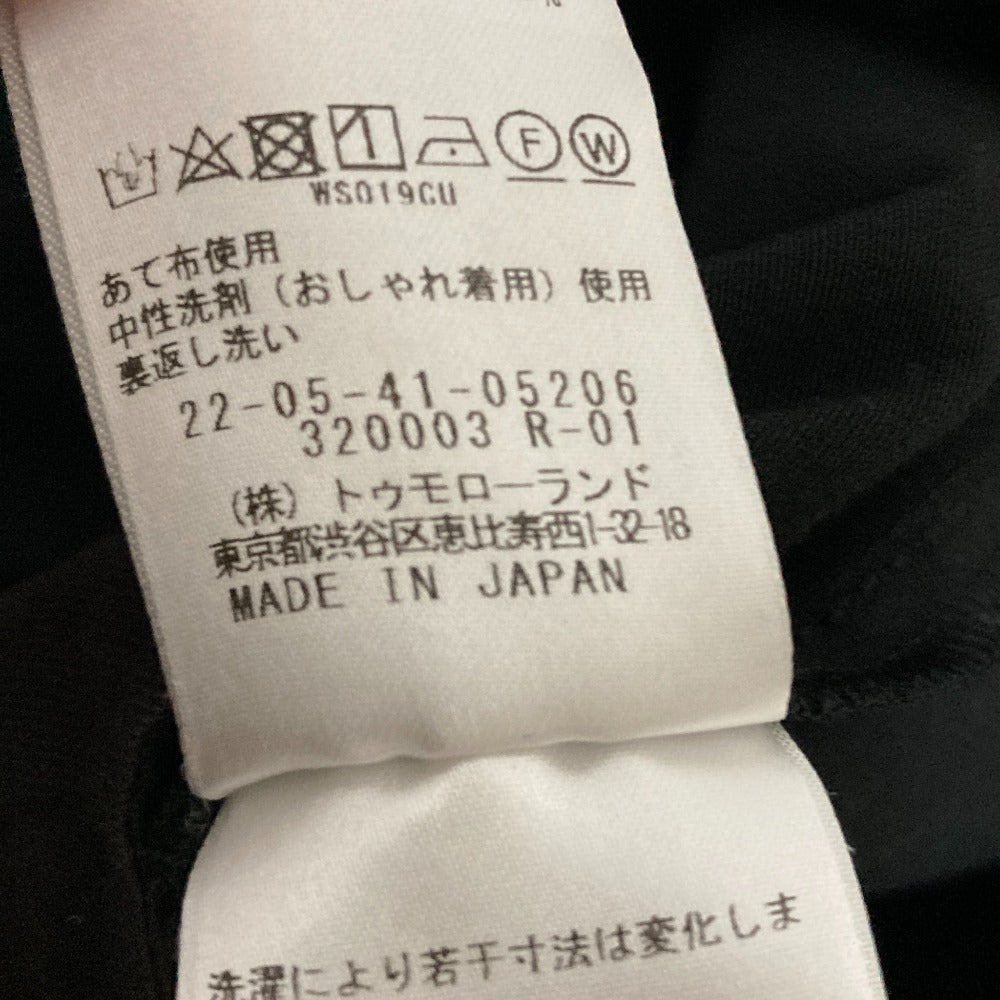 F W
WS019CU
あて布使用
中性洗剤（おしゃれ着用）使用
裏返し洗い
22-05-41-05206
320003 R-01
(株) トゥモローランド
東京都渋谷区恵比寿西1-32-18
MADE IN JAPAN
洗濯により若干寸法は変化しま